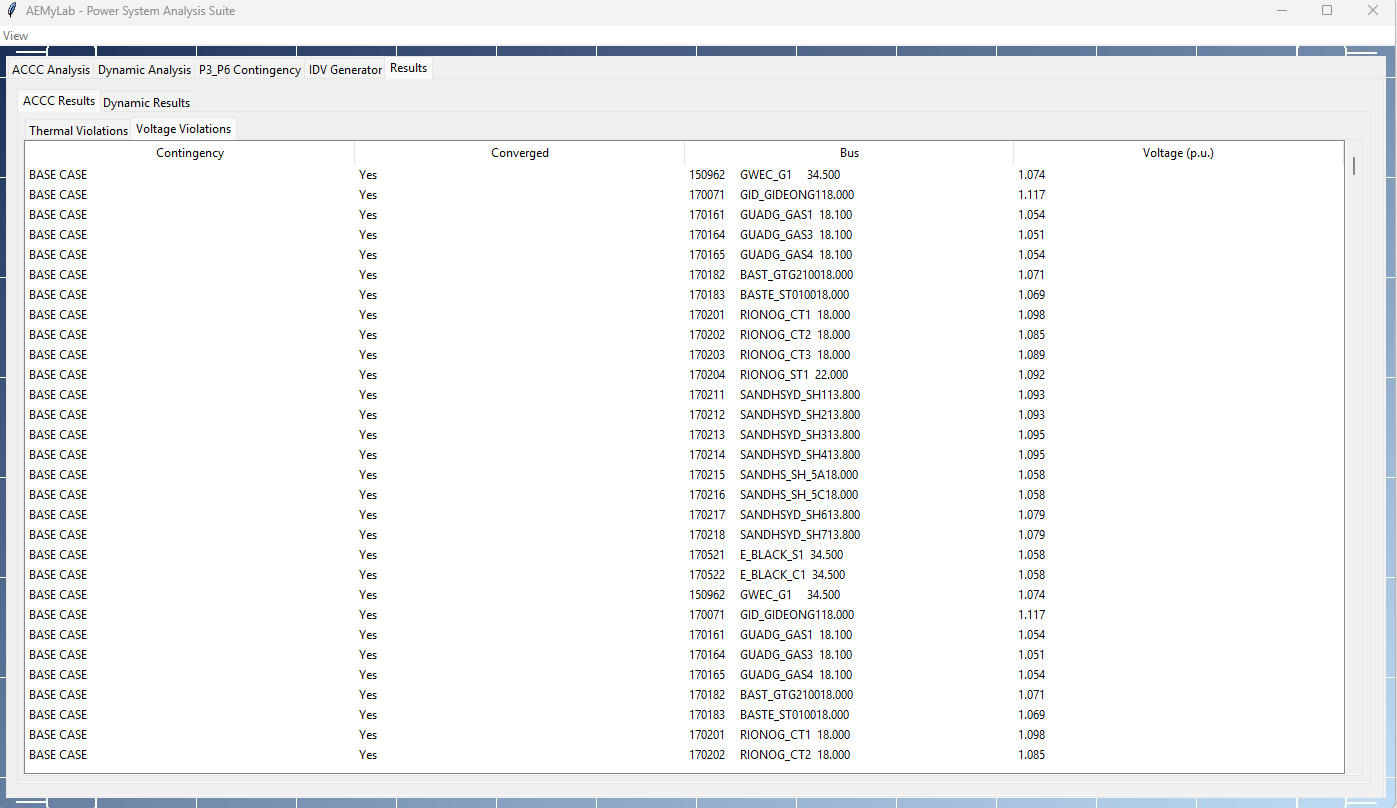 AEMyLab - Power System Analysis Suite
View
ACCC Analysis Dynamic Analysis P3_P6 Contingency IDV Generator Results
ACCC Results Dynamic Results
Thermal Violations Voltage Violations
Contingency Converged Bus Voltage (p.u.)
BASE CASE Yes 150962 GWEC_G1 34.500 1.074
BASE CASE Yes 170071 GID_GIDEONG118.000 1.117
BASE CASE Yes 170161 GUADG_GAS1 18.100 1.054
BASE CASE Yes 170164 GUADG_GAS3 18.100 1.051
BASE CASE Yes 170165 GUADG_GAS4 18.100 1.054
BASE CASE Yes 170182 BAST_GTG210018.000 1.071
BASE CASE Yes 170183 BASTE_ST010018.000 1.069
BASE CASE Yes 170201 RIONOG_CT1 18.000 1.098
BASE CASE Yes 170202 RIONOG_CT2 18.000 1.085
BASE CASE Yes 170203 RIONOG_CT3 18.000 1.089
BASE CASE Yes 170204 RIONOG_ST1 22.000 1.092
BASE CASE Yes 170211 SANDHSYD_SH113.800 1.093
BASE CASE Yes 170212 SANDHSYD_SH213.800 1.093
BASE CASE Yes 170213 SANDHSYD_SH313.800 1.095
BASE CASE Yes 170214 SANDHSYD_SH413.800 1.095
BASE CASE Yes 170215 SANDHS_SH_5A18.000 1.058
BASE CASE Yes 170216 SANDHS_SH_5C18.000 1.058
BASE CASE Yes 170217 SANDHSYD_SH613.800 1.079
BASE CASE Yes 170218 SANDHSYD_SH713.800 1.079
BASE CASE Yes 170521 E_BLACK_S1 34.500 1.058
BASE CASE Yes 170522 E_BLACK_C1 34.500 1.058
BASE CASE Yes 150962 GWEC_G1 34.500 1.074
BASE CASE Yes 170071 GID_GIDEONG118.000 1.117
BASE CASE Yes 170161 GUADG_GAS1 18.100 1.054
BASE CASE Yes 170164 GUADG_GAS3 18.100 1.051
BASE CASE Yes 170165 GUADG_GAS4 18.100 1.054
BASE CASE Yes 170182 BAST_GTG210018.000 1.071
BASE CASE Yes 170183 BASTE_ST010018.000 1.069
BASE CASE Yes 170201 RIONOG_CT1 18.000 1.098
BASE CASE Yes 170202 RIONOG_CT2 18.000 1.085